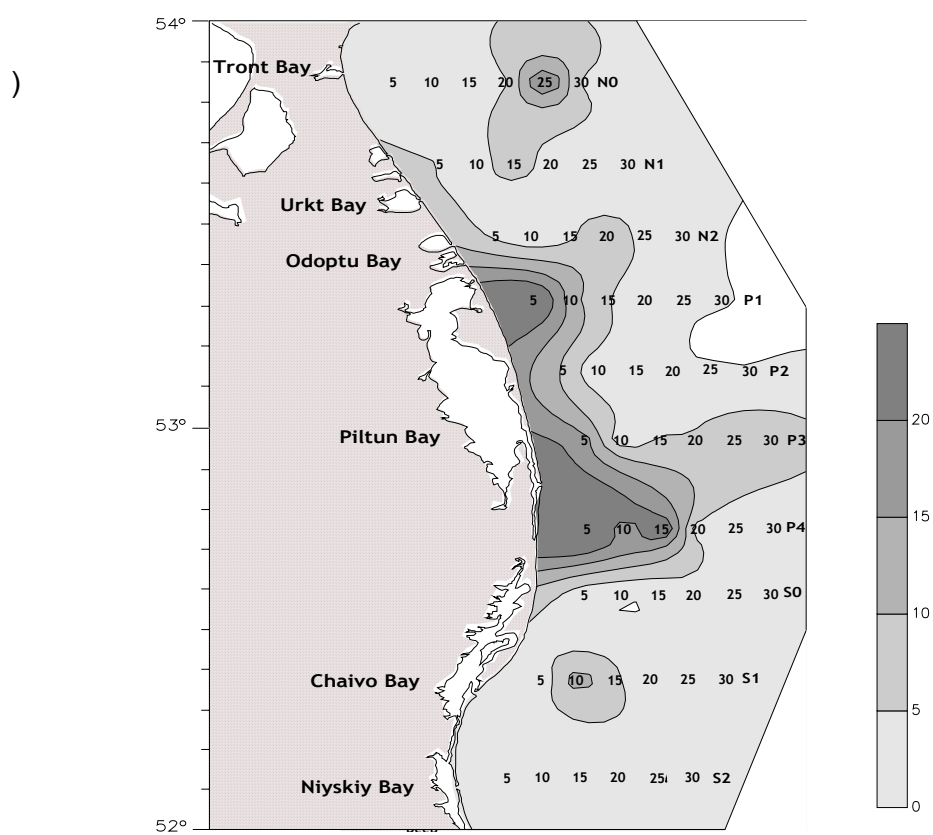 54°
)
Tront Bay
5 10 15 20 25 30 N0
5 10 15 20 25 30 N1
Urkt Bay
5 10 15 20 25 30 N2
Odoptu Bay
5 10 15 20 25 30 P1
5 10 15 20 25 30 P2
53°
Piltun Bay
5 10 15 20 25 30 P3
5 10 15 20 25 30 P4
5 10 15 20 25 30 S0
Chaivo Bay
5 10 15 20 25 30 S1
5 10 15 20 25 30 S2
Niyskiy Bay
52°
20
15
10
5
0